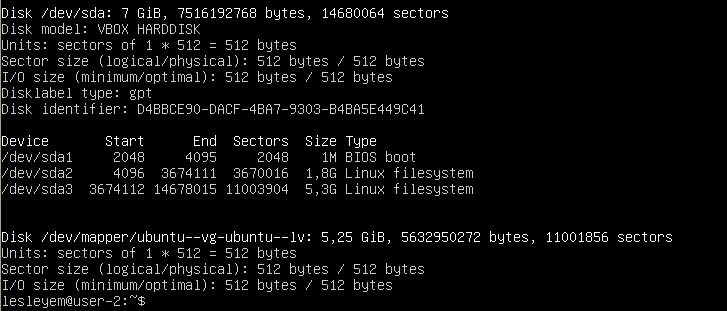 Disk /dev/sda: 7 GiB, 7516192768 bytes, 14680064 sectors
Disk model: VBOX HARDDISK
Units: sectors of 1 * 512 = 512 bytes
Sector size (logical/physical): 512 bytes / 512 bytes
I/O size (minimum/optimal): 512 bytes / 512 bytes
Disklabel type: gpt
Disk identifier: D4BBCE90-DACF-4BA7-9303-B4BA5E449C41
Device Start End Sectors Size Type
/dev/sda1 2048 4095 2048 1M BIOS boot
/dev/sda2 4096 3674111 3670016 1,8G Linux filesystem
/dev/sda3 3674112 14678015 11003904 5,3G Linux filesystem
Disk /dev/mapper/ubuntu--vg-ubuntu--lv: 5,25 GiB, 5632950272 bytes, 11001856 sectors
Units: sectors of 1 * 512 = 512 bytes
Sector size (logical/physical): 512 bytes / 512 bytes
I/O size (minimum/optimal): 512 bytes / 512 bytes
lesleyem@user-2:~$